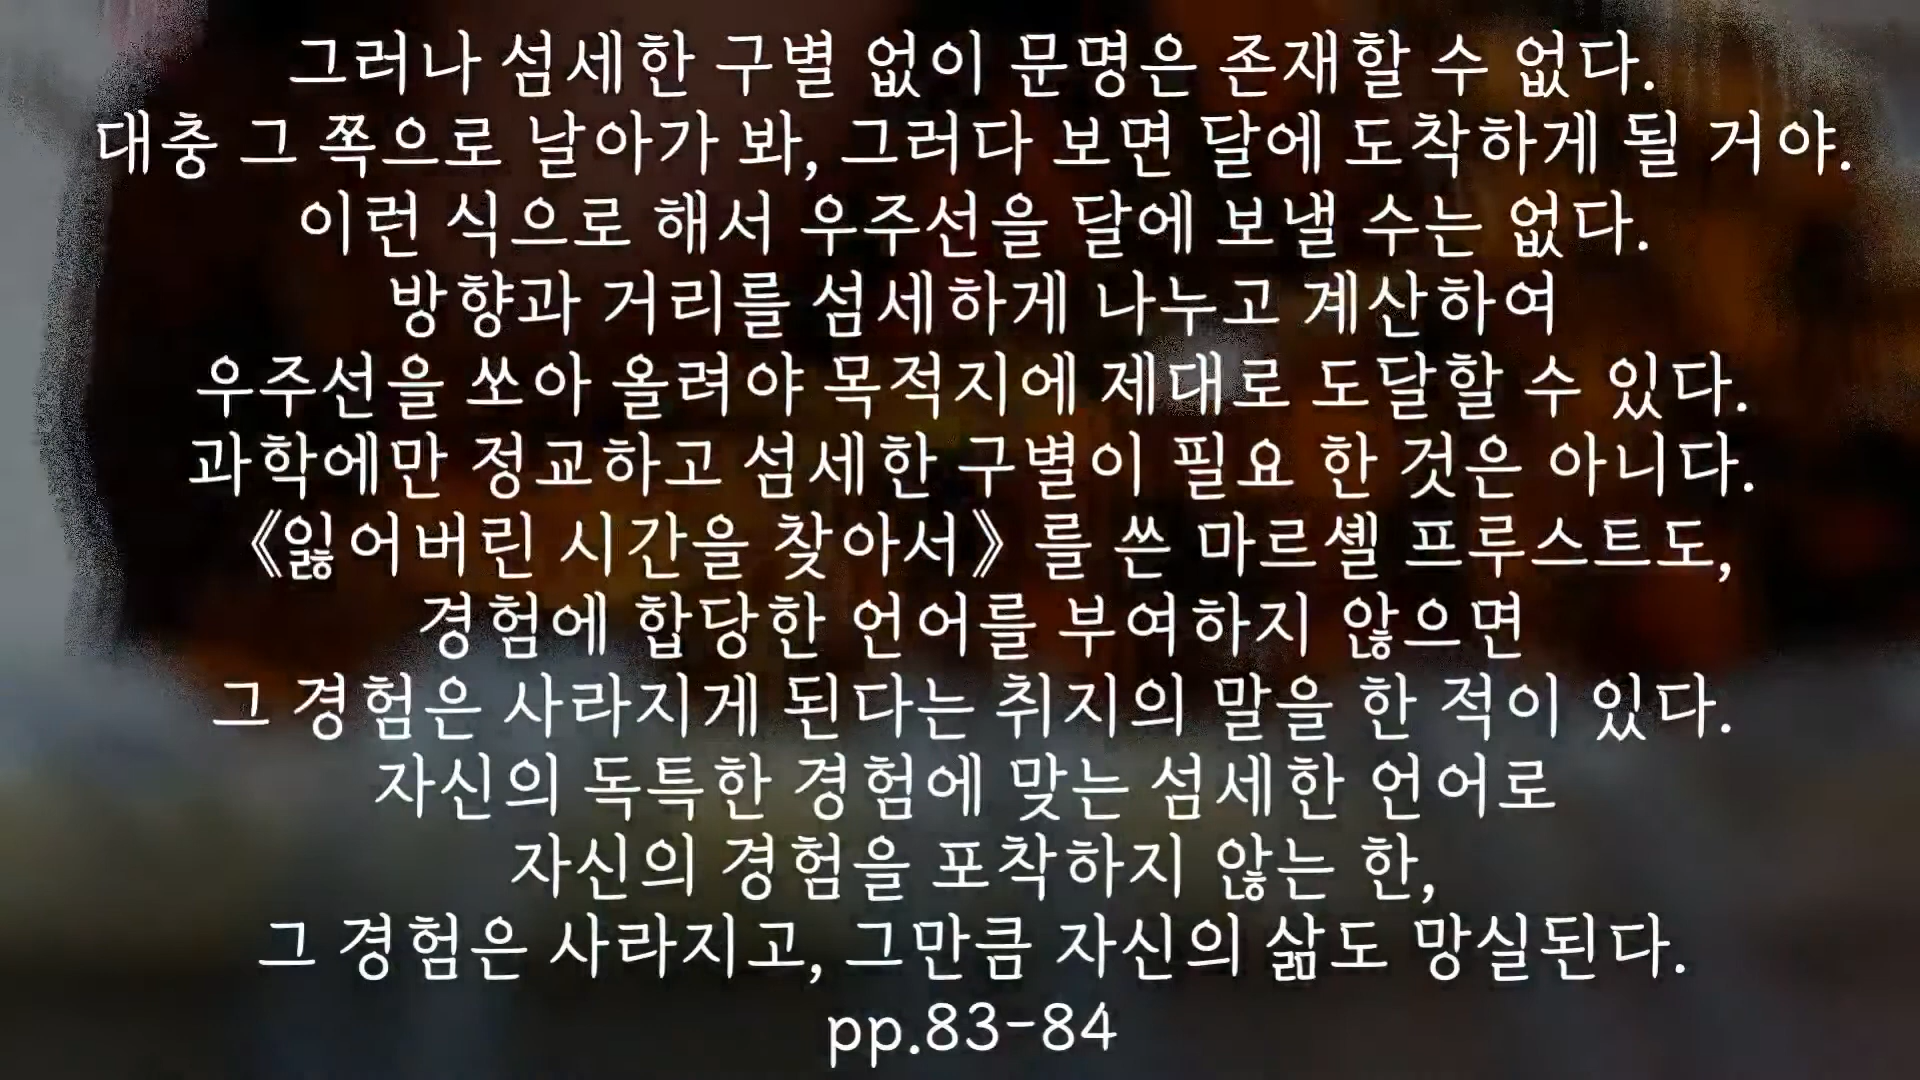 그러나 섬세한 구별 없이 문명은 존재할 수 없다.
대충 그 쪽으로 날아가 봐, 그러다 보면 달에 도착하게 될 거야.
이런 식으로 해서 우주선을 달에 보낼 수는 없다.
방향과 거리를 섬세하게 나누고 계산하여
우주선을 쏘아 올려야 목적지에 제대로 도달할 수 있다.
과학에만 정교하고 섬세한 구별이 필요 한 것은 아니다.
《잃어버린 시간을 찾아서》를 쓴 마르셸 프루스트도,
경험에 합당한 언어를 부여하지 않으면
그 경험은 사라지게 된다는 취지의 말을 한 적이 있다.
자신의 독특한 경험에 맞는 섬세한 언어로
자신의 경험을 포착하지 않는 한,
그 경험은 사라지고, 그만큼 자신의 삶도 망실된다.
pp.83-84